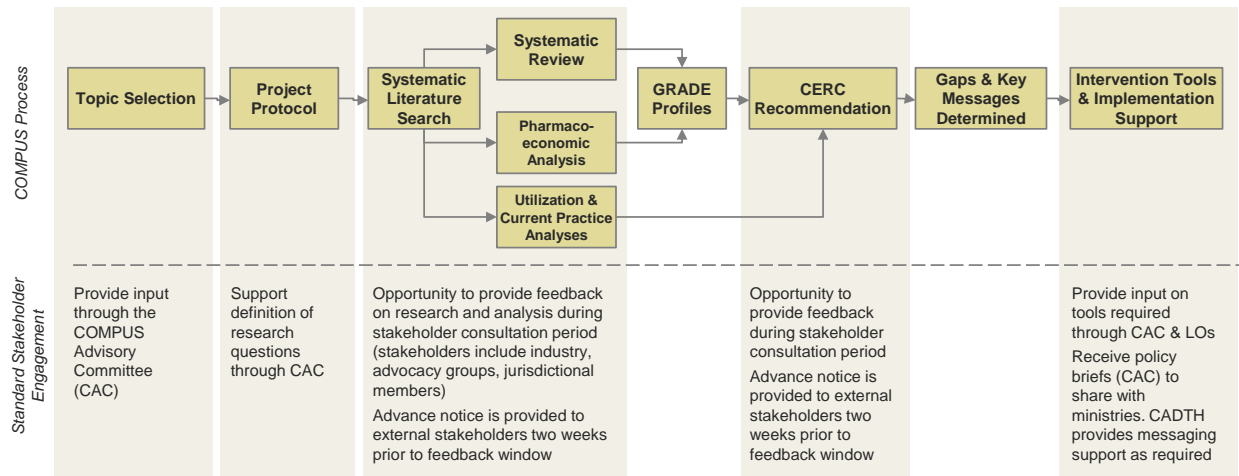 COMPUS Process
Topic Selection
Project
Protocol
Systematic
Literature
Search
Systematic
Review
Pharmaco-
economic
Analysis
Utilization &
Current Practice
Analyses
GRADE
Profiles
CERC
Recommendation
Gaps & Key
Messages
Determined
Intervention Tools
& Implementation
Support
Standard Stakeholder
Engagement
Provide input
through the
COMPUS
Advisory
Committee
(CAC)
Support
definition of
research
questions
through CAC
Opportunity to provide feedback
on research and analysis during
stakeholder consultation period
(stakeholders include industry,
advocacy groups, jurisdictional
members)
Advance notice is provided to
external stakeholders two weeks
prior to feedback window
Opportunity to
provide feedback
during stakeholder
consultation period
Advance notice is
provided to external
stakeholders two
weeks prior to
feedback window
Provide input on
tools required
through CAC & LOs
Receive policy
briefs (CAC) to
share with
ministries. CADTH
provides messaging
support as required